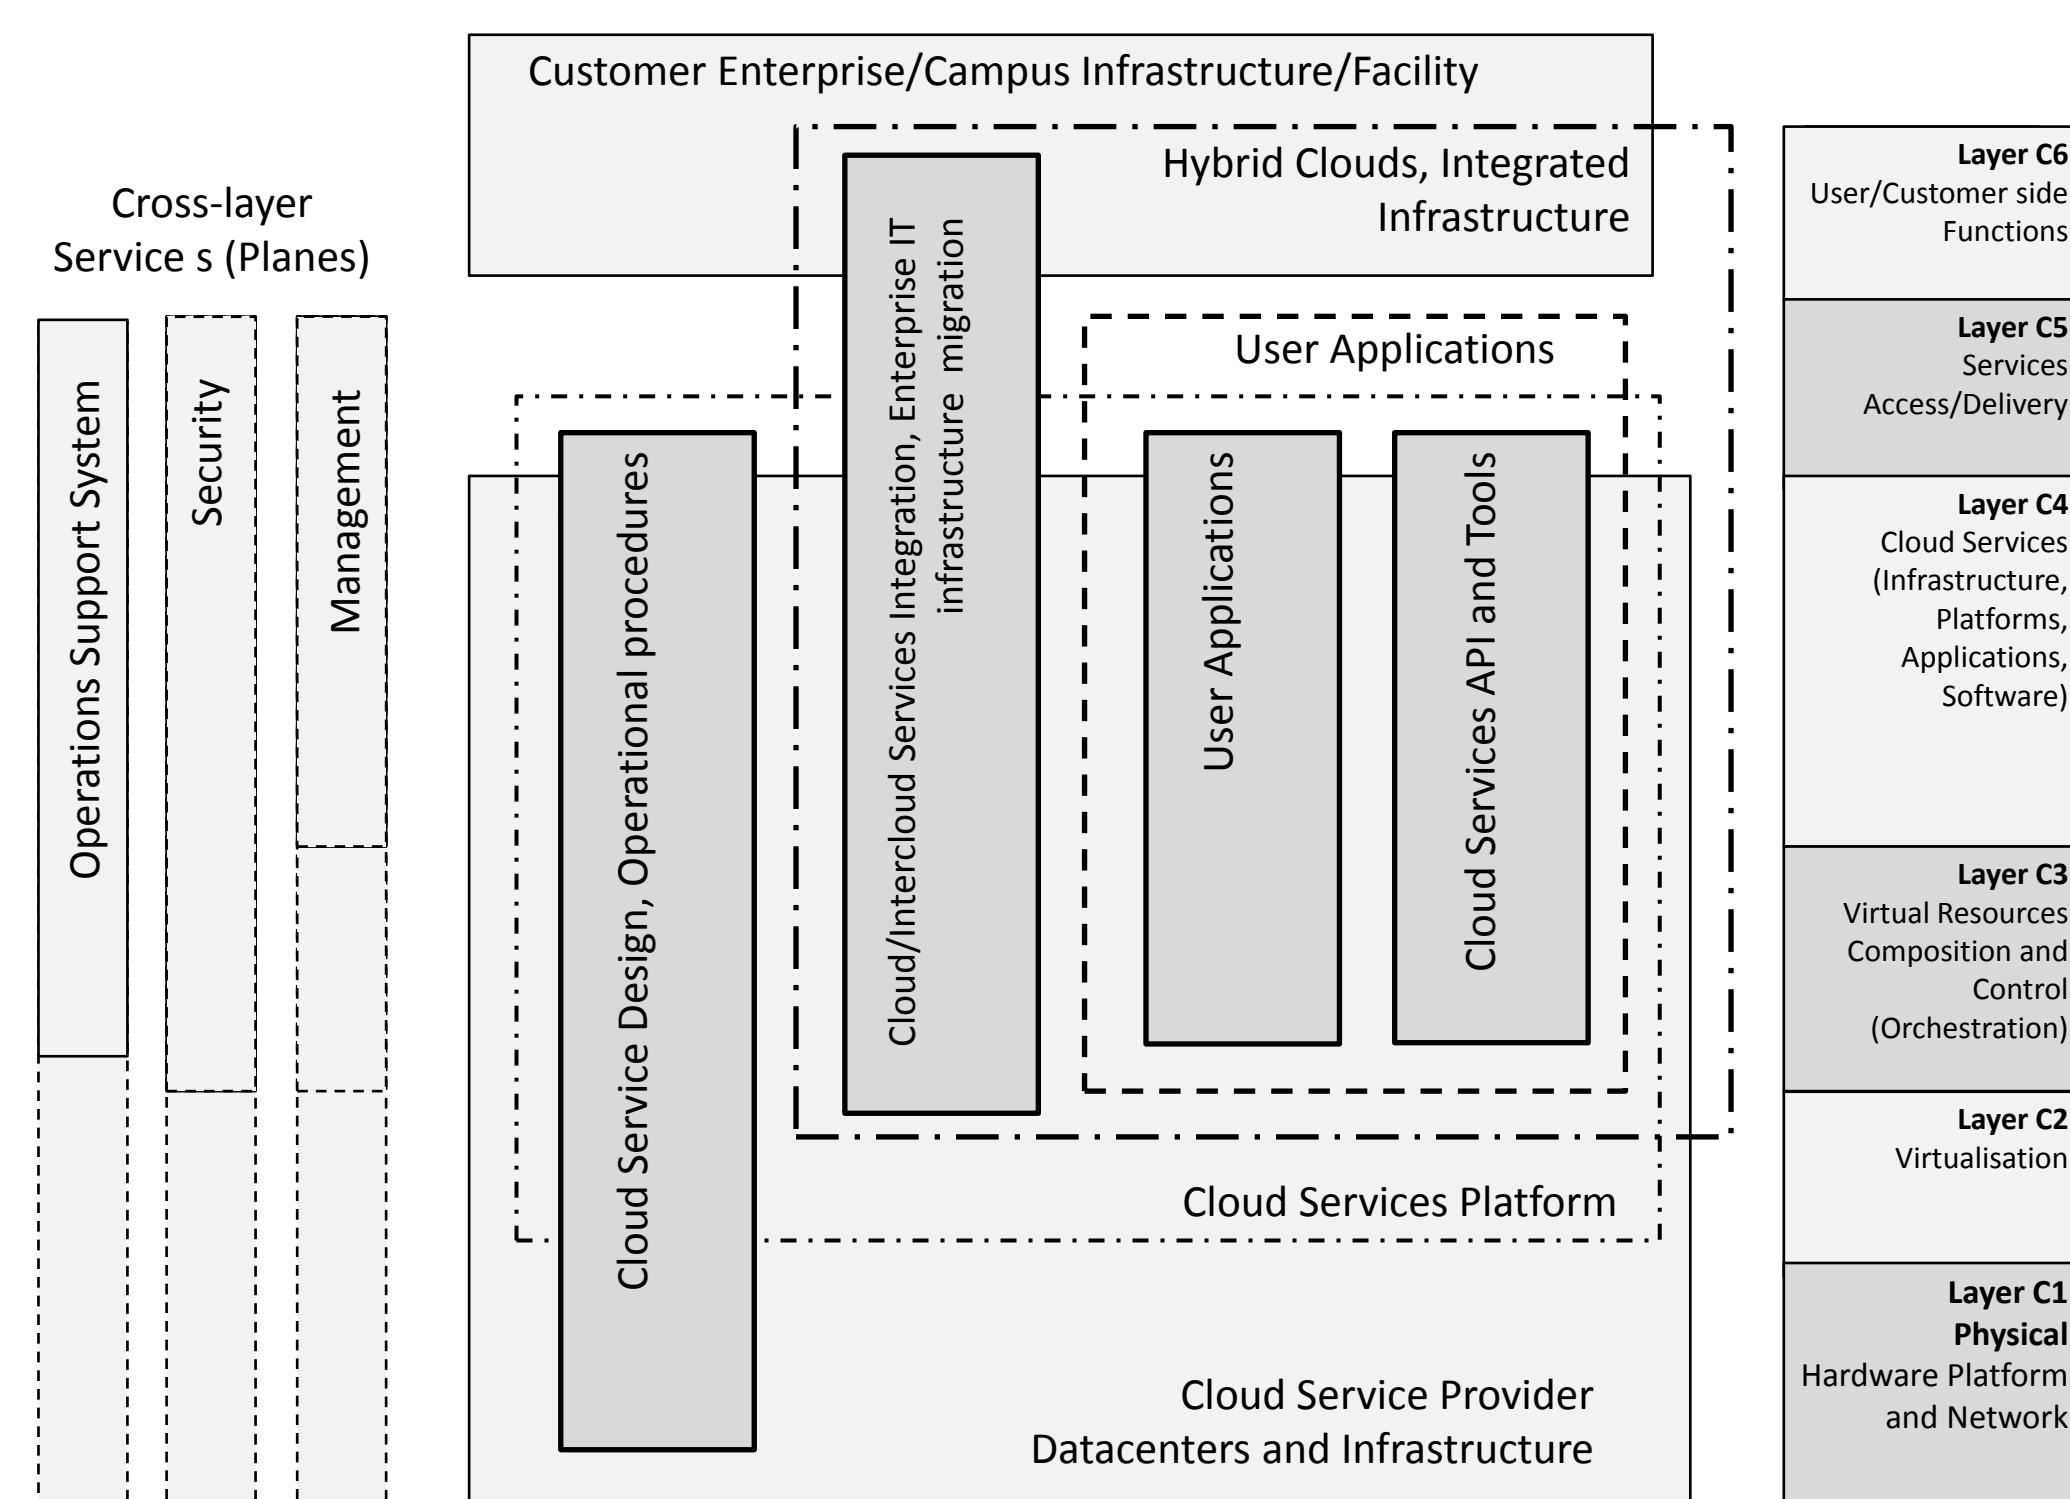 Customer Enterprise/Campus Infrastructure/Facility
Hybrid Clouds, Integrated
Infrastructure
Cross-layer
Service s (Planes)
Operations Support System
Security
Management
User Applications
Cloud Service Design, Operational procedures
Cloud/Intercloud Services Integration, Enterprise IT
infrastructure migration
User Applications
Cloud Services API and Tools
Cloud Services Platform
Cloud Service Provider
Datacenters and Infrastructure
Layer C6
User/Customer side
Functions
Layer C5
Services
Access/Delivery
Layer C4
Cloud Services
(Infrastructure,
Platforms,
Applications,
Software)
Layer C3
Virtual Resources
Composition and
Control
(Orchestration)
Layer C2
Virtualisation
Layer C1
Physical
Hardware Platform
and Network